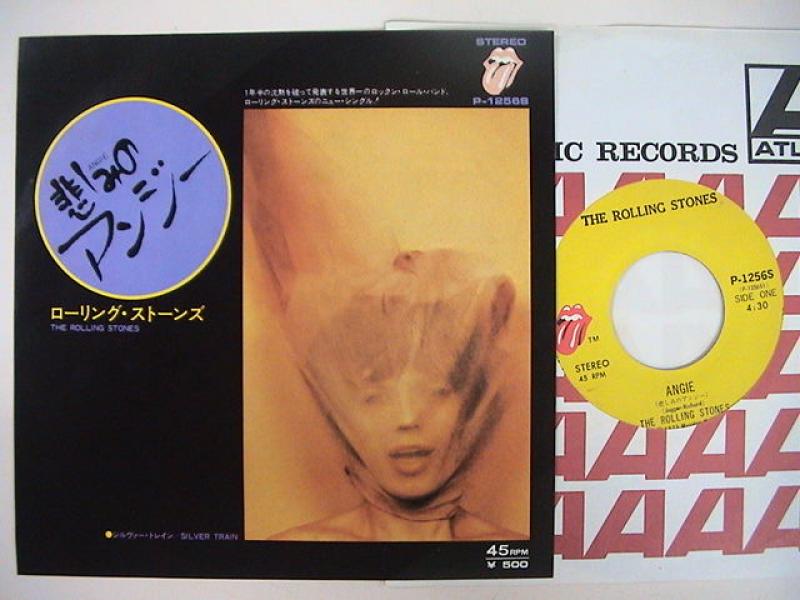 STEREO
P-1256S
1年半の沈黙を破って発表する世界一のロックン・ロール・バンド、
ローリング・ストーンズのニュー・シングル!
ANGIE
悲しみの
アンジー
ローリング・ストーンズ
THE ROLLING STONES
●シルヴァー・トレイン/SILVER TRAIN
45RPM
¥ 500
IC RECORDS
ATL
THE ROLLING STONES
P-1256S
SIDE ONE
4:30
TM
STEREO
45 RPM
ANGIE
(悲しみのアンジー)
(Jagger-Richard)
THE ROLLING STONES